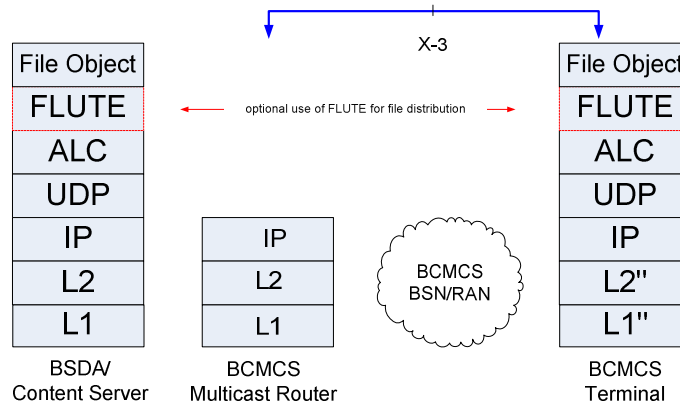 X-3
File Object
FLUTE
ALC
UDP
IP
L2
L1
BSDA/
Content Server
optional use of FLUTE for file distribution
IP
L2
L1
BCMCS
Multicast Router
BCMCS
BSN/RAN
File Object
FLUTE
ALC
UDP
IP
L2"
L1"
BCMCS
Terminal